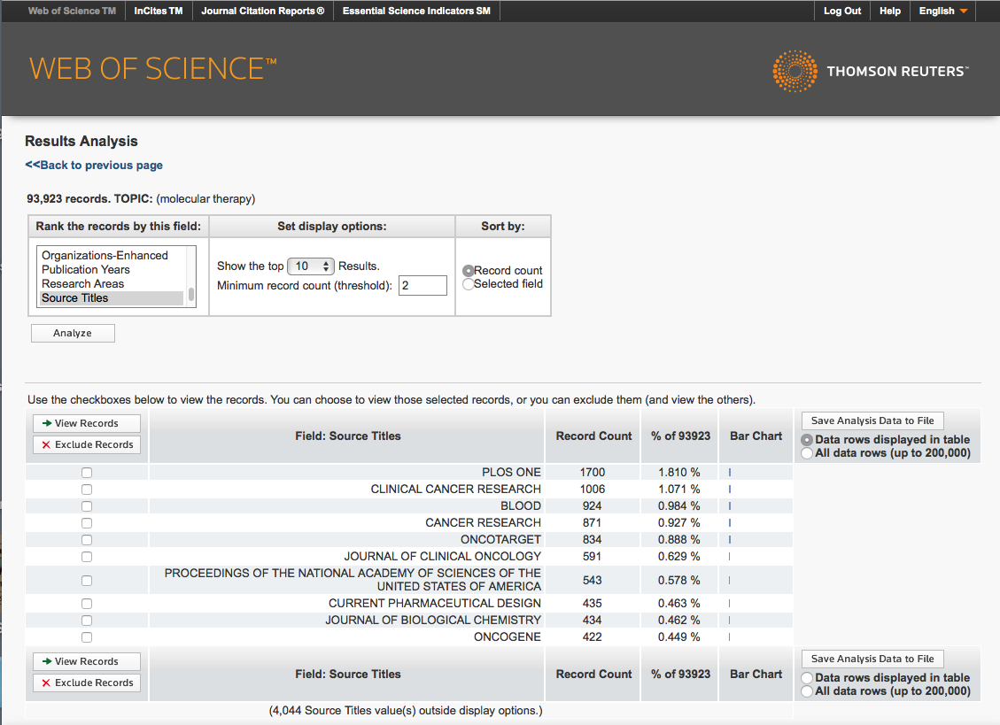 Web of Science TM InCites TM Journal Citation Reports ® Essential Science Indicators SM Log Out Help English
WEB OF SCIENCE™
THOMSON REUTERS™
Results Analysis
<<Back to previous page
93,923 records. TOPIC: (molecular therapy)
Rank the records by this field: Set display options: Sort by:
Organizations-Enhanced
Publication Years
Research Areas
Source Titles
Show the top 10 Results.
Minimum record count (threshold): 2
Record count
Selected field
Analyze
Use the checkboxes below to view the records. You can choose to view those selected records, or you can exclude them (and view the others).
View Records
Exclude Records
Field: Source Titles Record Count % of 93923 Bar Chart
Save Analysis Data to File
Data rows displayed in table
All data rows (up to 200,000)
PLOS ONE 1700 1.810 %
CLINICAL CANCER RESEARCH 1006 1.071 %
BLOOD 924 0.984 %
CANCER RESEARCH 871 0.927 %
ONCOTARGET 834 0.888 %
JOURNAL OF CLINICAL ONCOLOGY 591 0.629 %
PROCEEDINGS OF THE NATIONAL ACADEMY OF SCIENCES OF THE
UNITED STATES OF AMERICA 543 0.578 %
CURRENT PHARMACEUTICAL DESIGN 435 0.463 %
JOURNAL OF BIOLOGICAL CHEMISTRY 434 0.462 %
ONCOGENE 422 0.449 %
View Records
Exclude Records
Field: Source Titles Record Count % of 93923 Bar Chart
Save Analysis Data to File
Data rows displayed in table
All data rows (up to 200,000)
(4,044 Source Titles value(s) outside display options.)